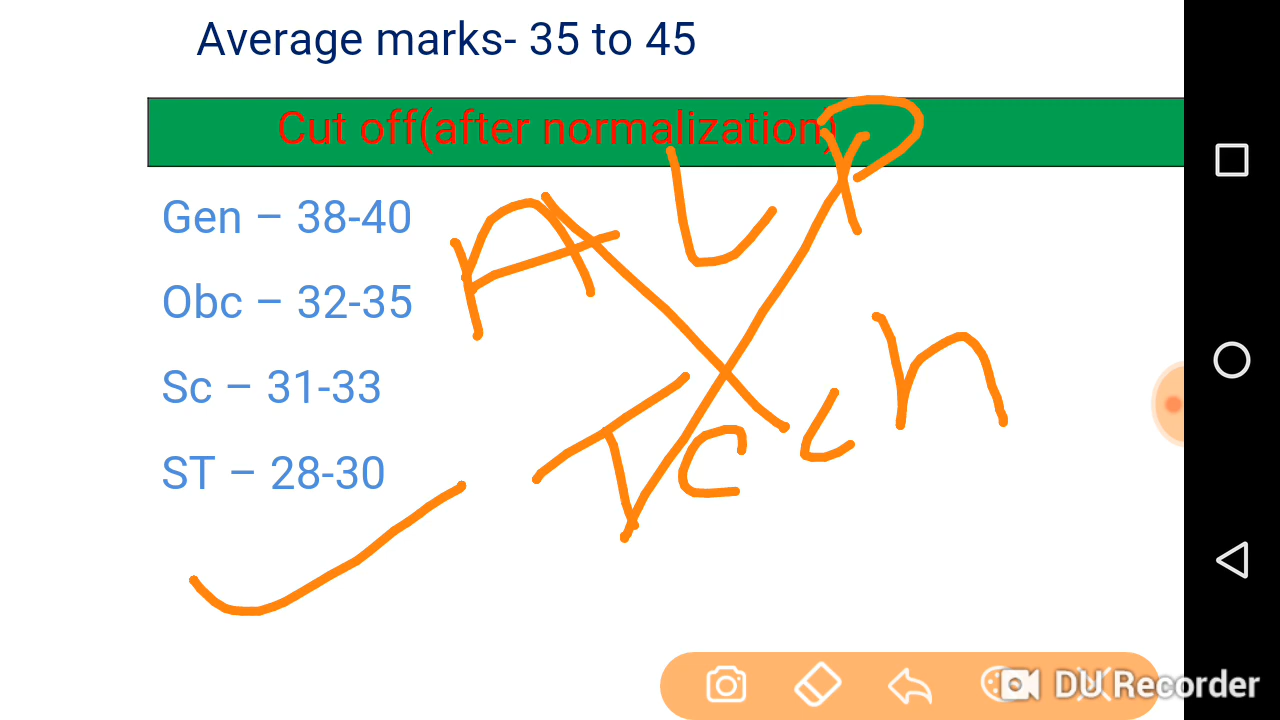 Average marks- 35 to 45
Cut off(after normalization)
Gen – 38-40
Obc – 32-35
Sc – 31-33
ST – 28-30
ALP
DU Recorder